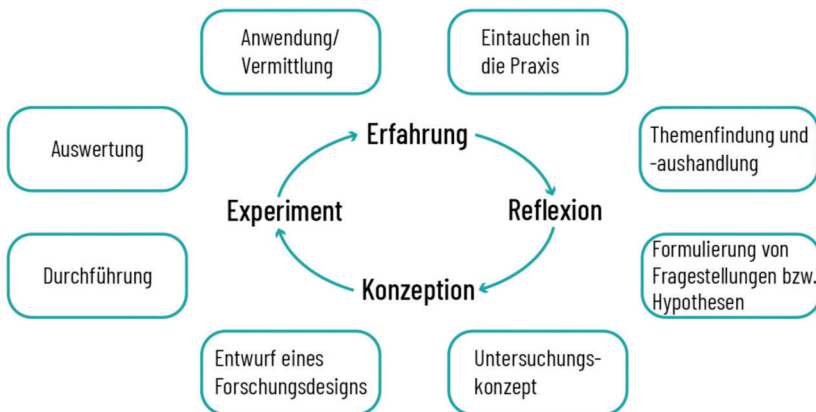 Anwendung/
Vermittlung
Eintauchen in
die Praxis
Auswertung
Erfahrung
Themenfindung und
-aushandlung
Experiment
Reflexion
Durchführung
Formulierung von
Fragestellungen bzw.
Hypothesen
Konzeption
Entwurf eines
Forschungsdesigns
Untersuchungs-
konzept